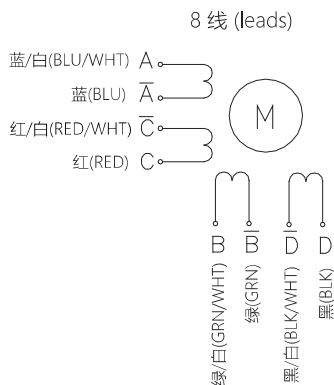 8 线 (leads)
蓝/白(BLU/WHT) A
蓝(BLU) A̅
红/白(RED/WHT) C̅
红(RED) C
M
B B̅ D̅ D
绿/白(GRN/WHT)
绿(GRN)
黑/白(BLK/WHT)
黑(BLK)